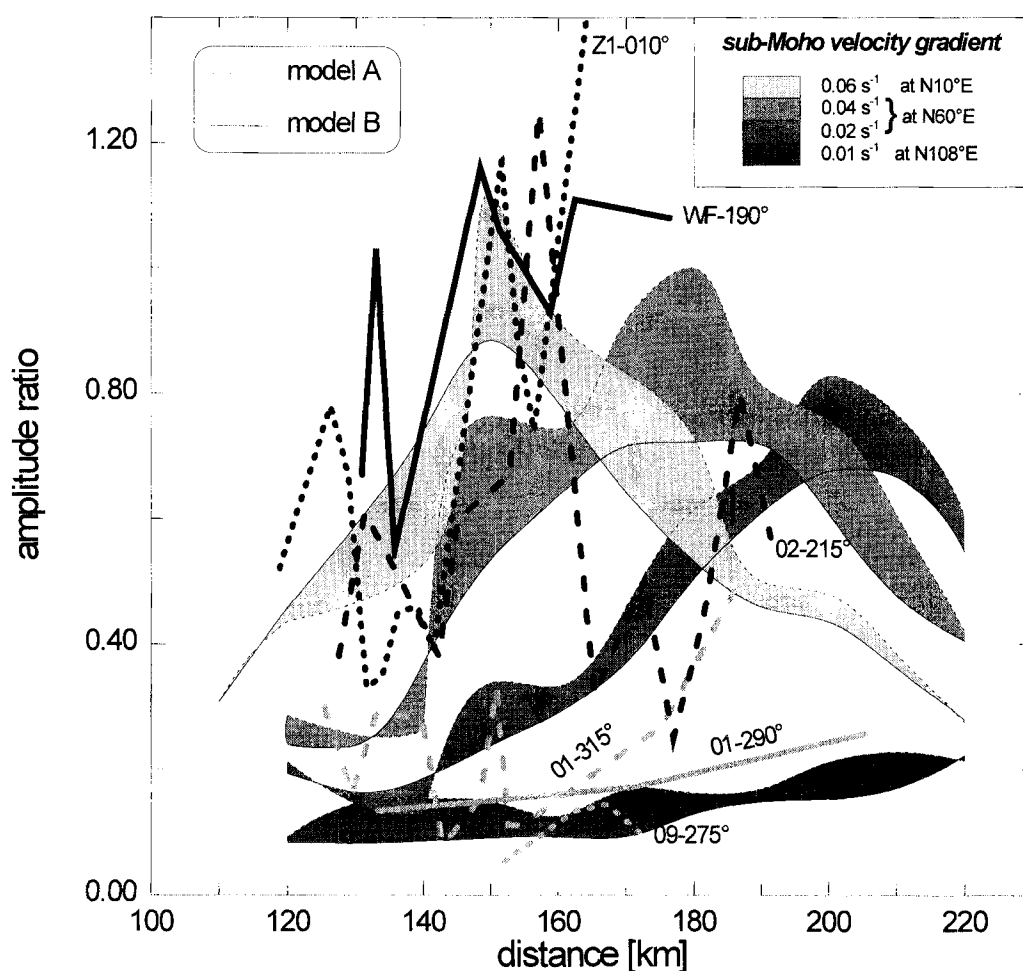 Z1-010°
sub-Moho velocity gradient
model A
model B
0.06 s⁻¹ at N10°E
0.04 s⁻¹
0.02 s⁻¹
} at N60°E
0.01 s⁻¹ at N108°E
1.20
WF-190°
0.80
amplitude ratio
02-215°
0.40
01-315°
01-290°
09-275°
0.00
100 120 140 160 180 200 220
distance [km]